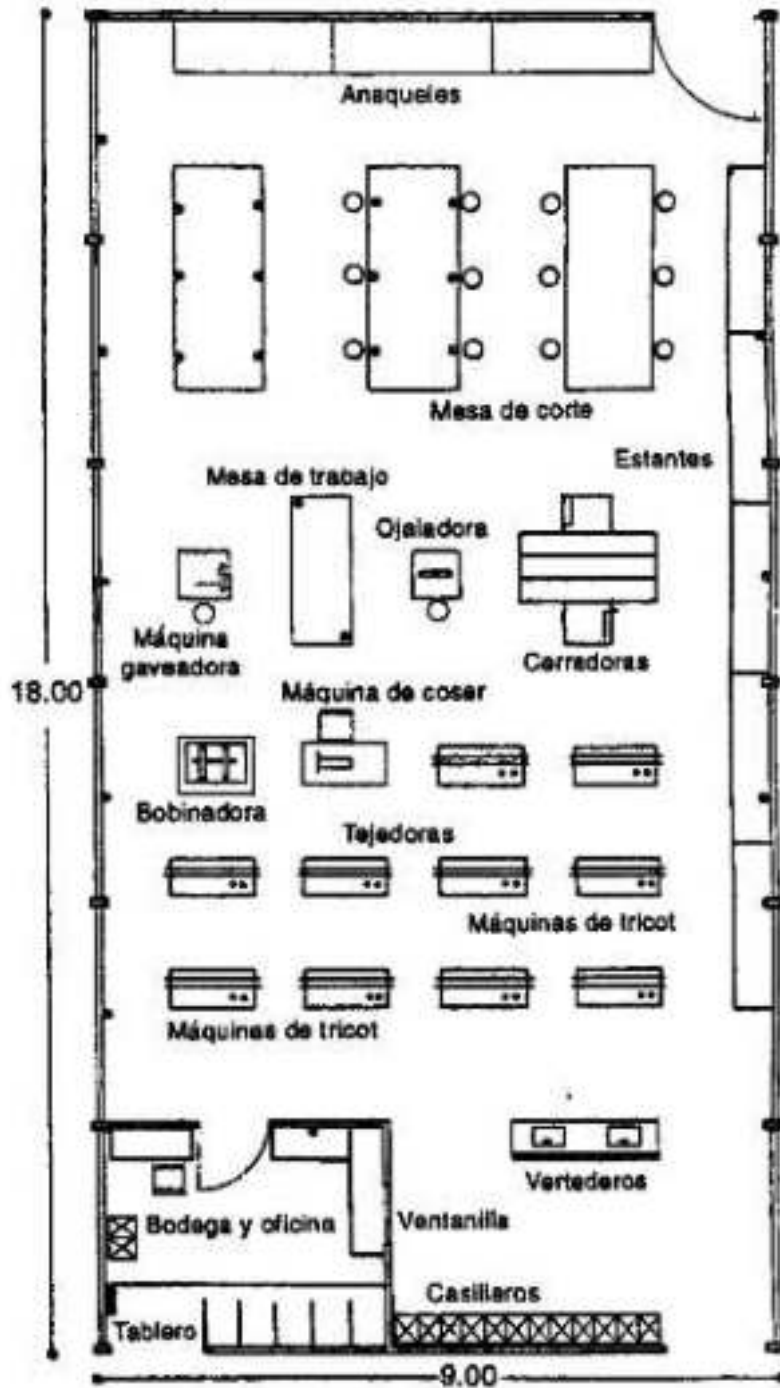 Anaqueles
Mesa de corte
Estantes
Mesa de trabajo
Ojaladora
Máquina
gaveadora
Cerradoras
18.00
Máquina de coser
Bobinadora
Tejedoras
Máquinas de tricot
Máquinas de tricot
Vertederos
Bodega y oficina
Ventanilla
Casilleros
Tablero
9.00